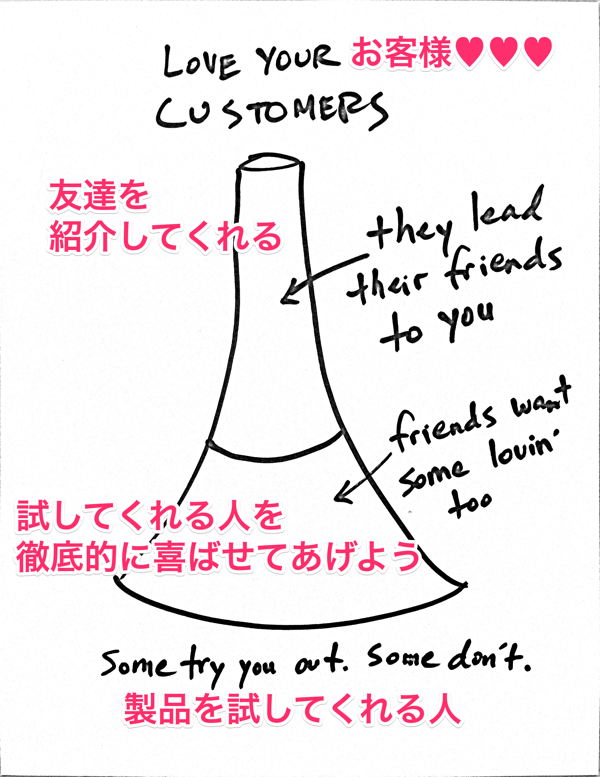 LOVE YOUR お客様♥♥♥
CUSTOMERS
友達を
紹介してくれる
they lead
their friends
to you
friends want
some lovin'
too
試してくれる人を
徹底的に喜ばせてあげよう
Some try you out. Some don't.
製品を試してくれる人